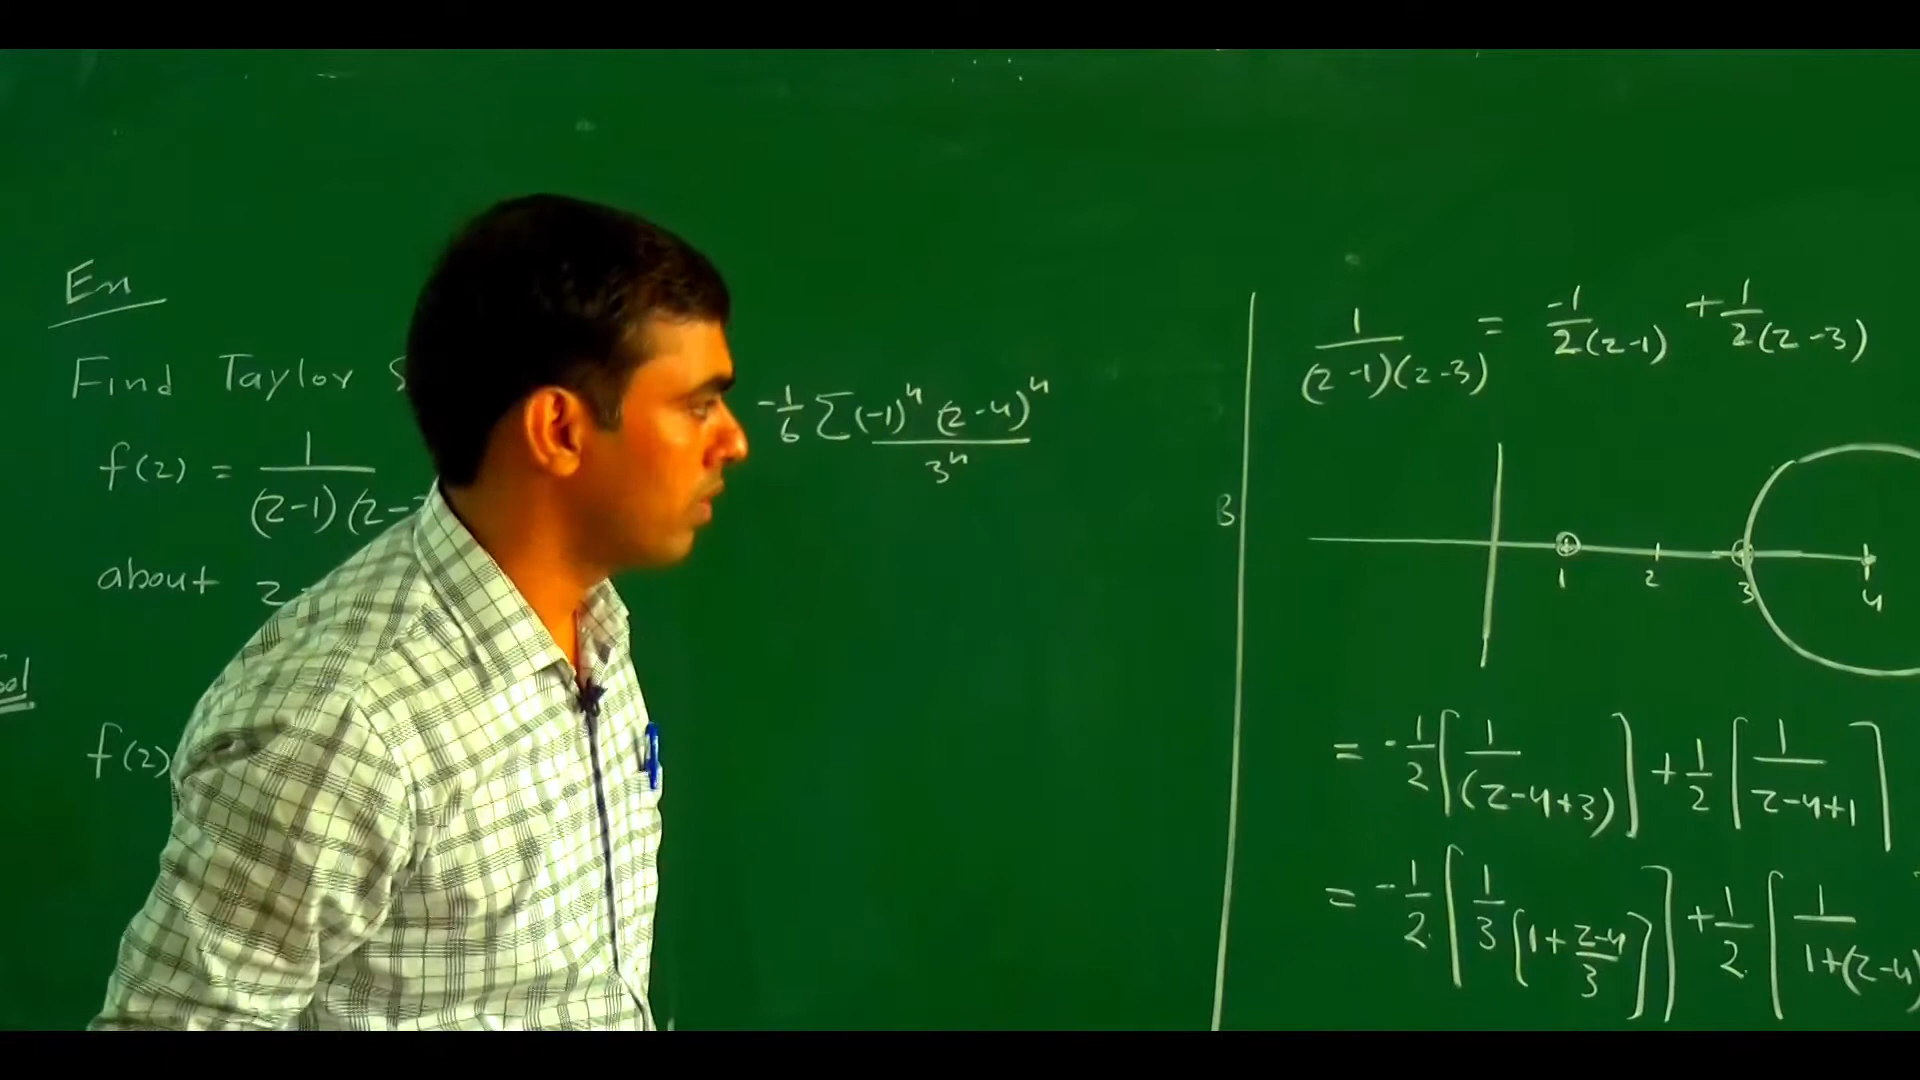 En
Find Taylor S
f(z) = 1/((z-1)(z-
about z
Sol
f(z)
-1/6 Σ (-1)^n (z-4)^n / 3^n
B
1/((z-1)(z-3)) = -1/(2(z-1)) + 1/(2(z-3))
1 2 3 4
= -1/2 [1/(z-4+3)] + 1/2 [1/(z-4+1)]
= -1/2 [1/(3[1+(z-4)/3])] + 1/2 [1/(1+(z-4)